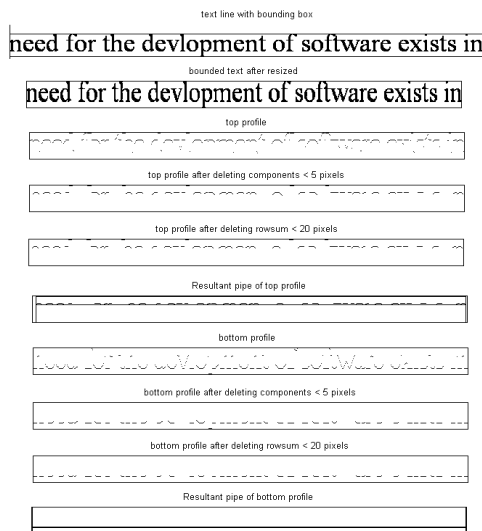 text line with bounding box
need for the devlopment of software exists in
bounded text after resized
need for the devlopment of software exists in
top profile
top profile after deleting components < 5 pixels
top profile after deleting rowsum < 20 pixels
Resultant pipe of top profile
bottom profile
bottom profile after deleting components < 5 pixels
bottom profile after deleting rowsum < 20 pixels
Resultant pipe of bottom profile